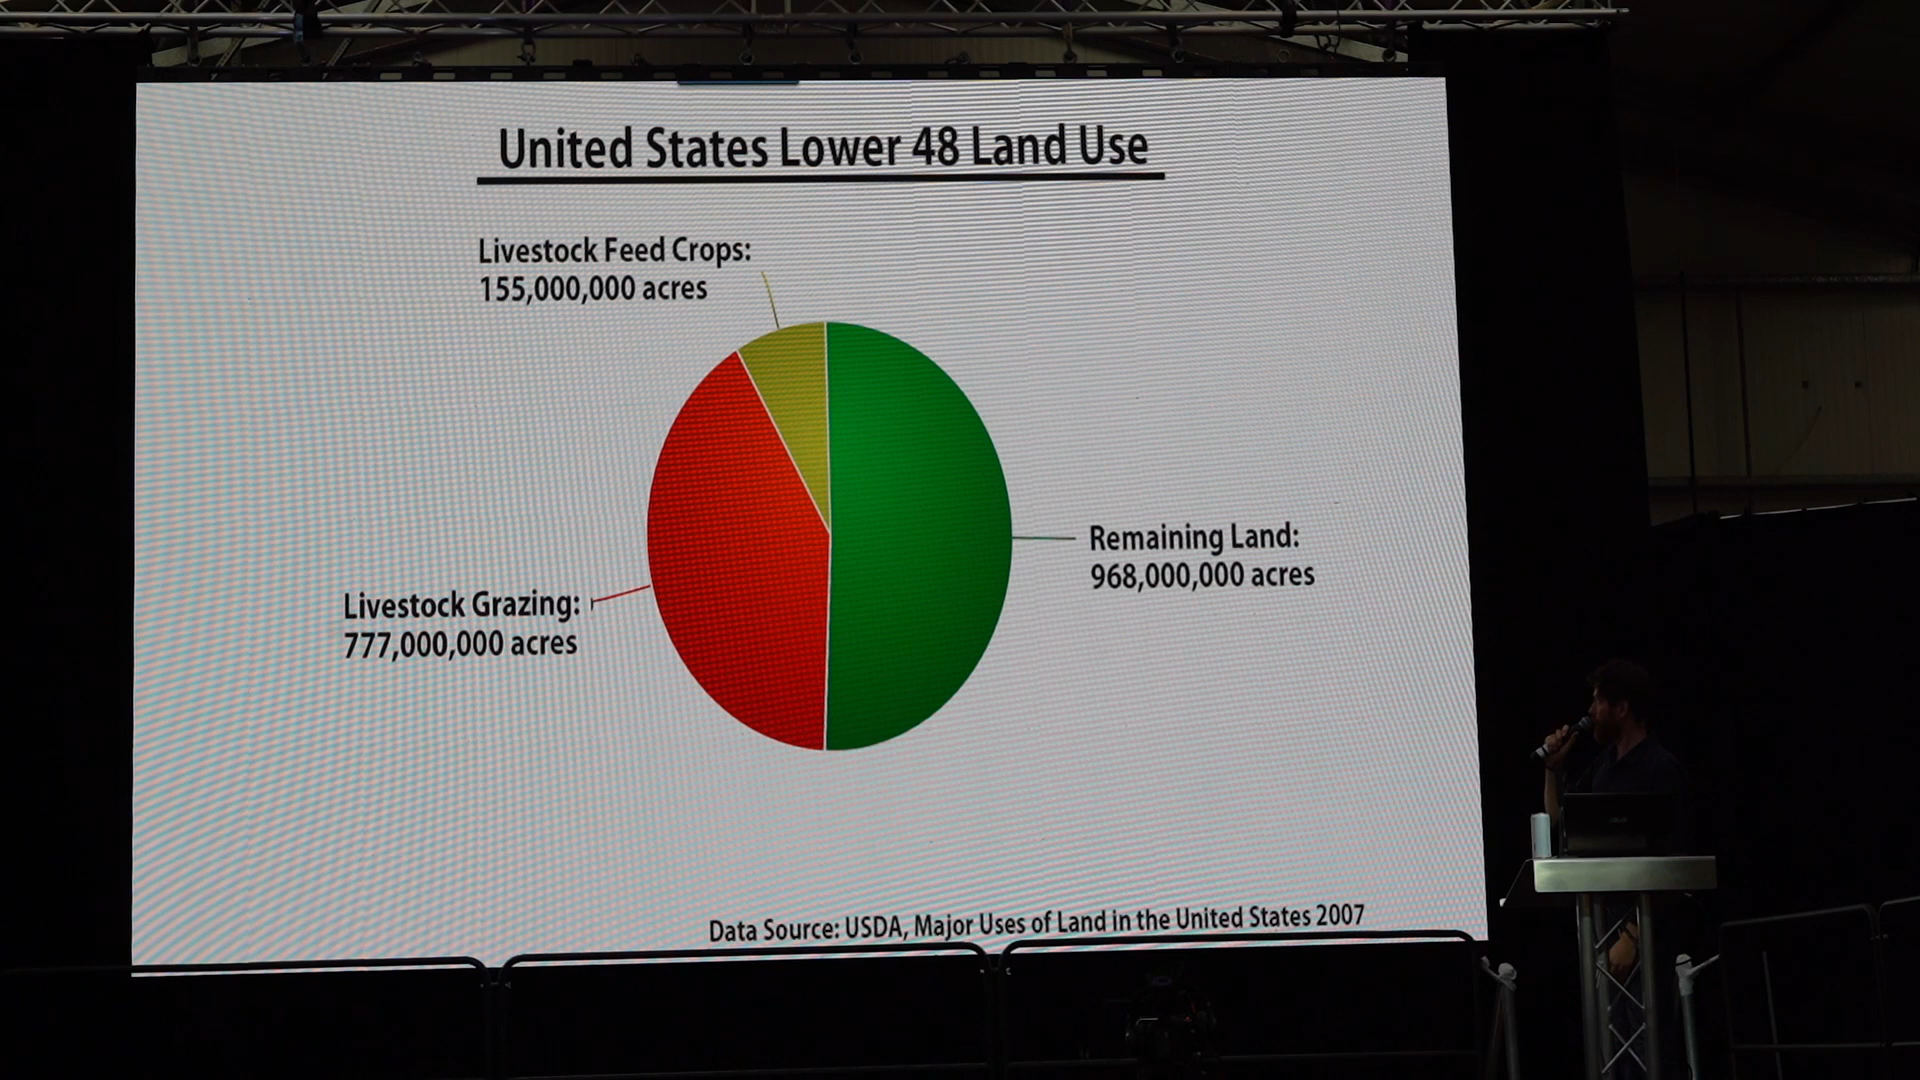 United States Lower 48 Land Use
Livestock Feed Crops:
155,000,000 acres
Remaining Land:
968,000,000 acres
Livestock Grazing:
777,000,000 acres
Data Source: USDA, Major Uses of Land in the United States 2007